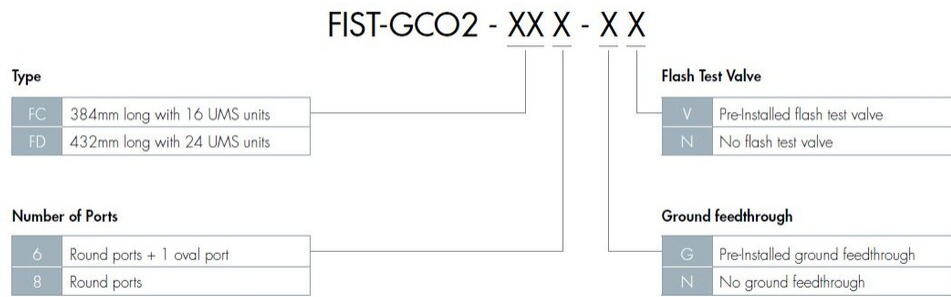 FIST-GCO2 - XX X - X X
Type
FC 384mm long with 16 UMS units
FD 432mm long with 24 UMS units
Number of Ports
6 Round ports + 1 oval port
8 Round ports
Flash Test Valve
V Pre-Installed flash test valve
N No flash test valve
Ground feedthrough
G Pre-Installed ground feedthrough
N No ground feedthrough